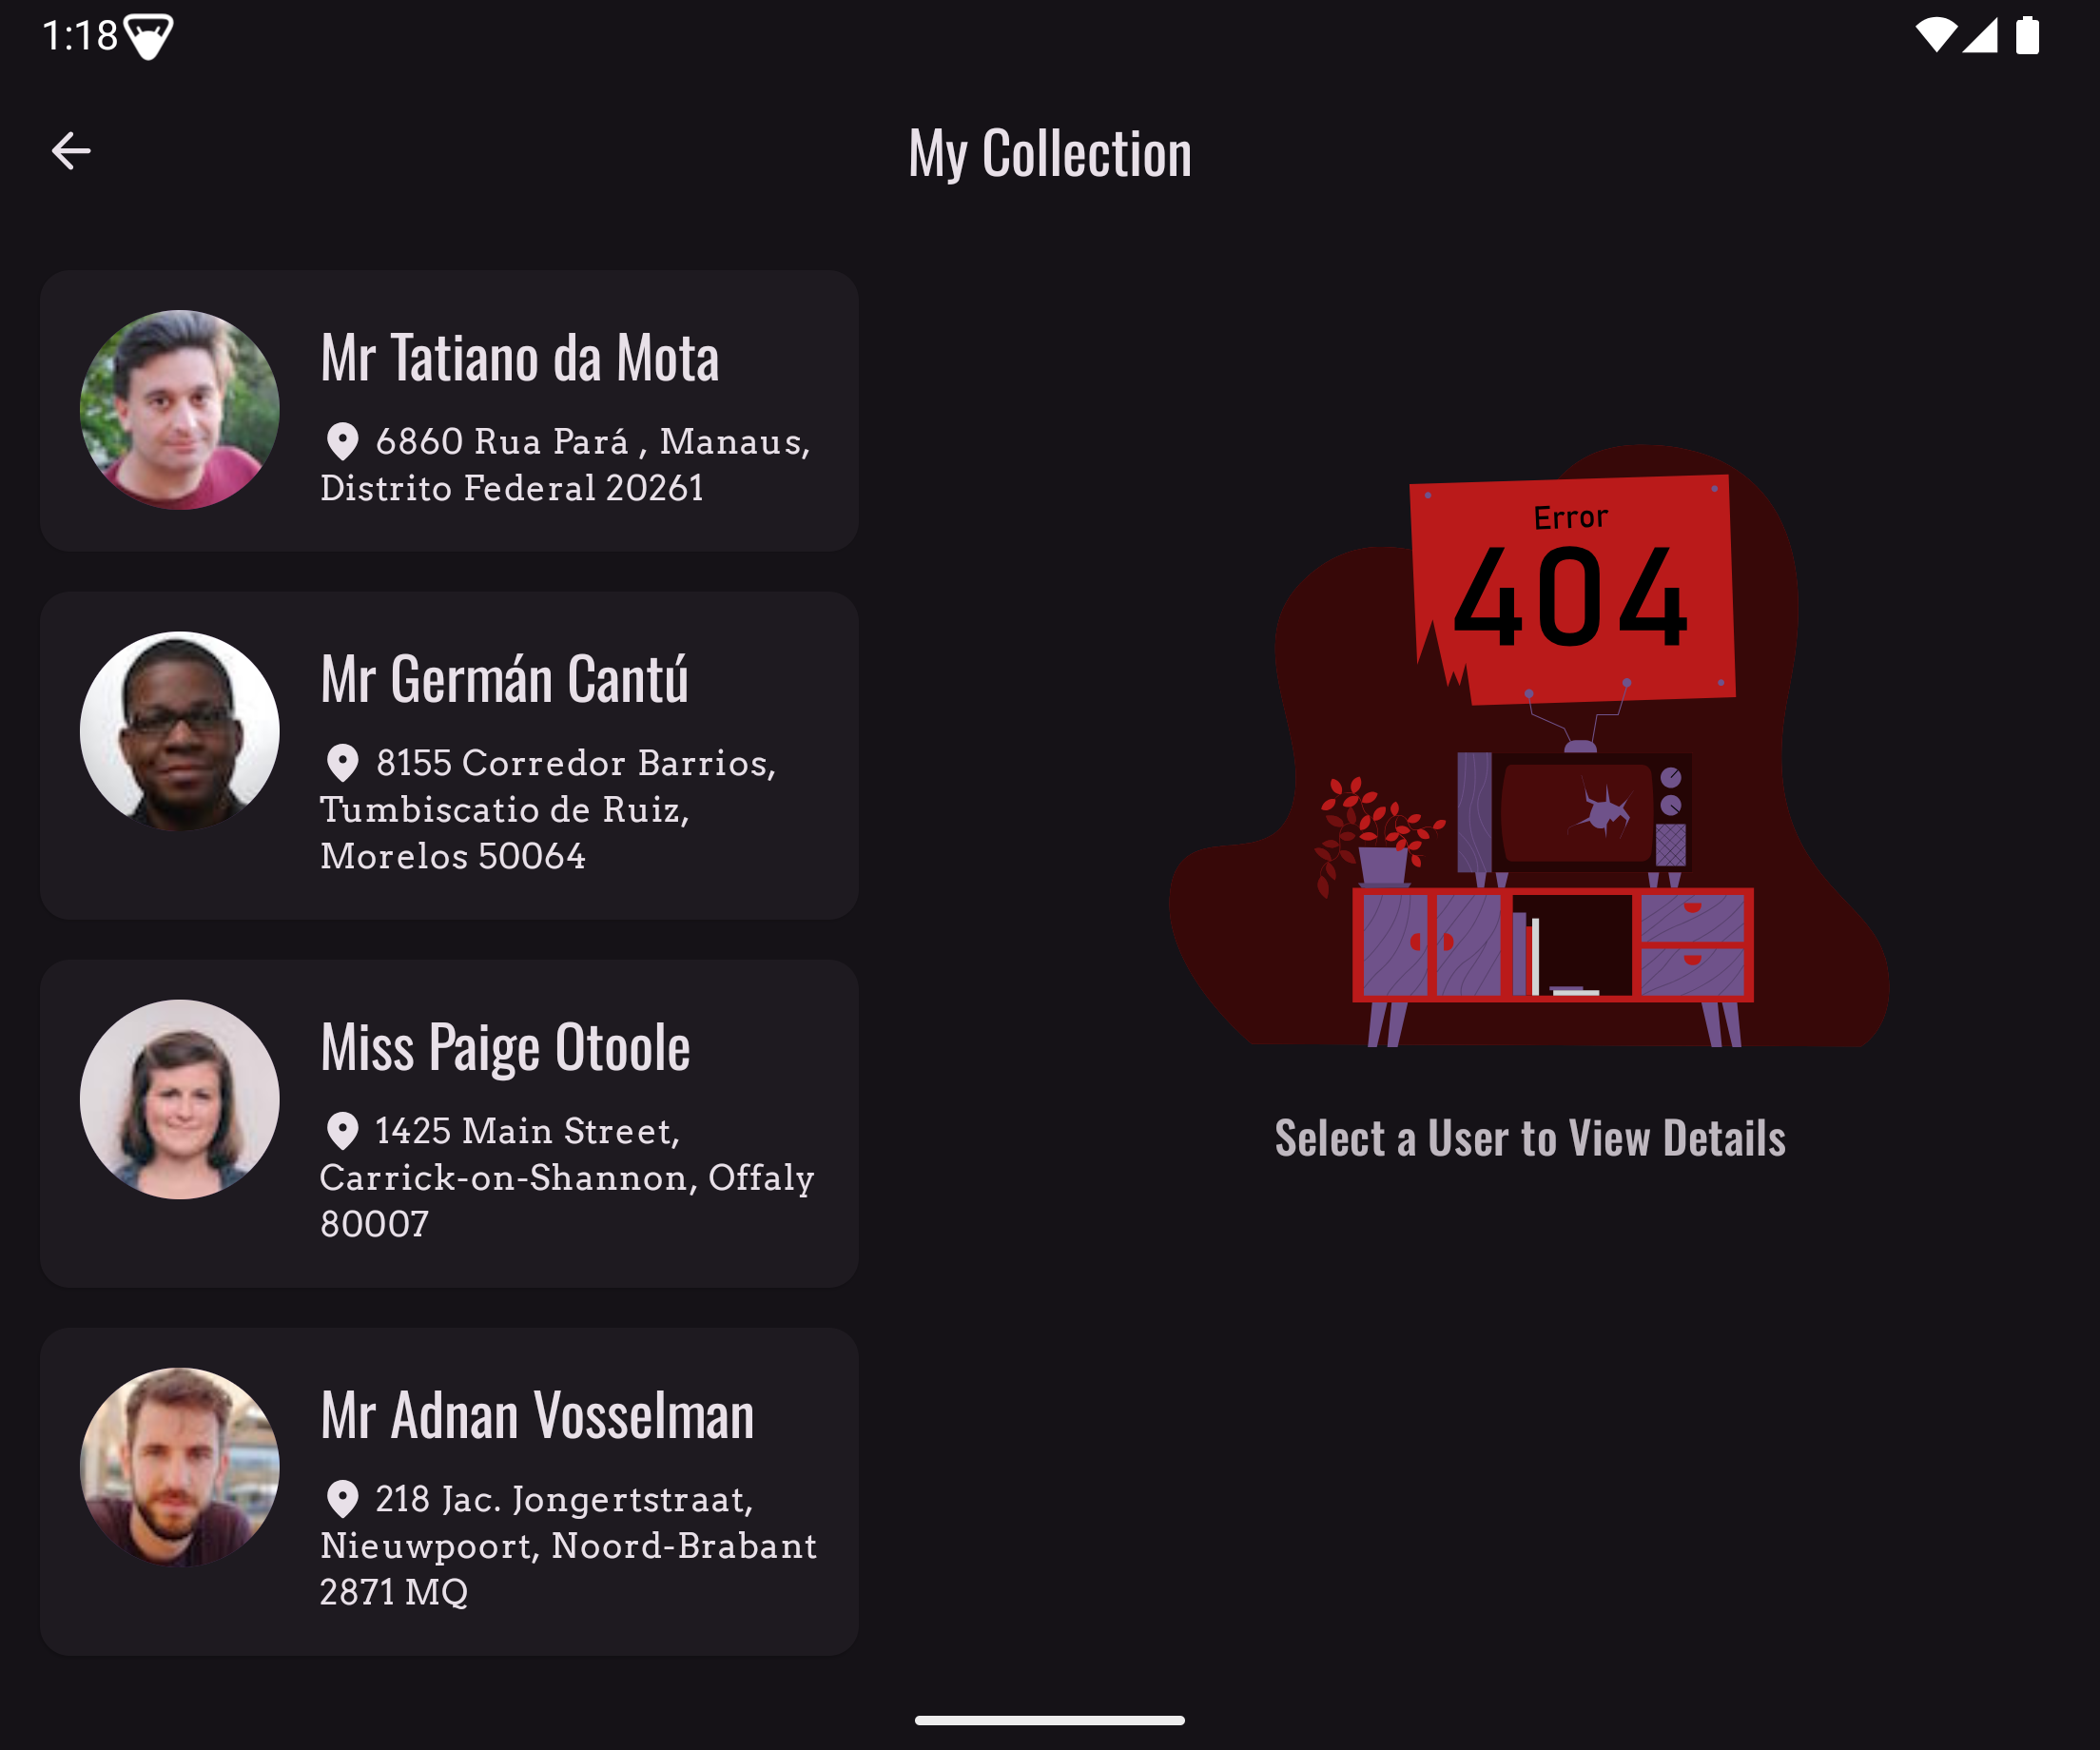 1:18
My Collection
Mr Tatiano da Mota
6860 Rua Pará , Manaus,
Distrito Federal 20261
Mr Germán Cantú
8155 Corredor Barrios,
Tumbiscatio de Ruiz,
Morelos 50064
Miss Paige Otoole
1425 Main Street,
Carrick-on-Shannon, Offaly
80007
Mr Adnan Vosselman
218 Jac. Jongertstraat,
Nieuwpoort, Noord-Brabant
2871 MQ
Error
404
Select a User to View Details